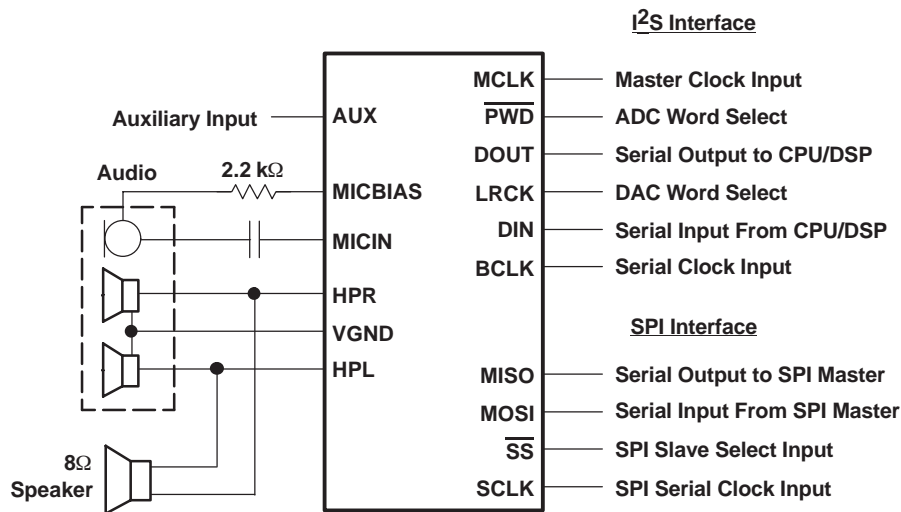 I2S Interface
MCLK Master Clock Input
Auxiliary Input AUX PWD ADC Word Select
DOUT Serial Output to CPU/DSP
Audio 2.2 kΩ MICBIAS LRCK DAC Word Select
MICIN DIN Serial Input From CPU/DSP
BCLK Serial Clock Input
HPR
VGND SPI Interface
HPL MISO Serial Output to SPI Master
MOSI Serial Input From SPI Master
8Ω SS SPI Slave Select Input
Speaker SCLK SPI Serial Clock Input